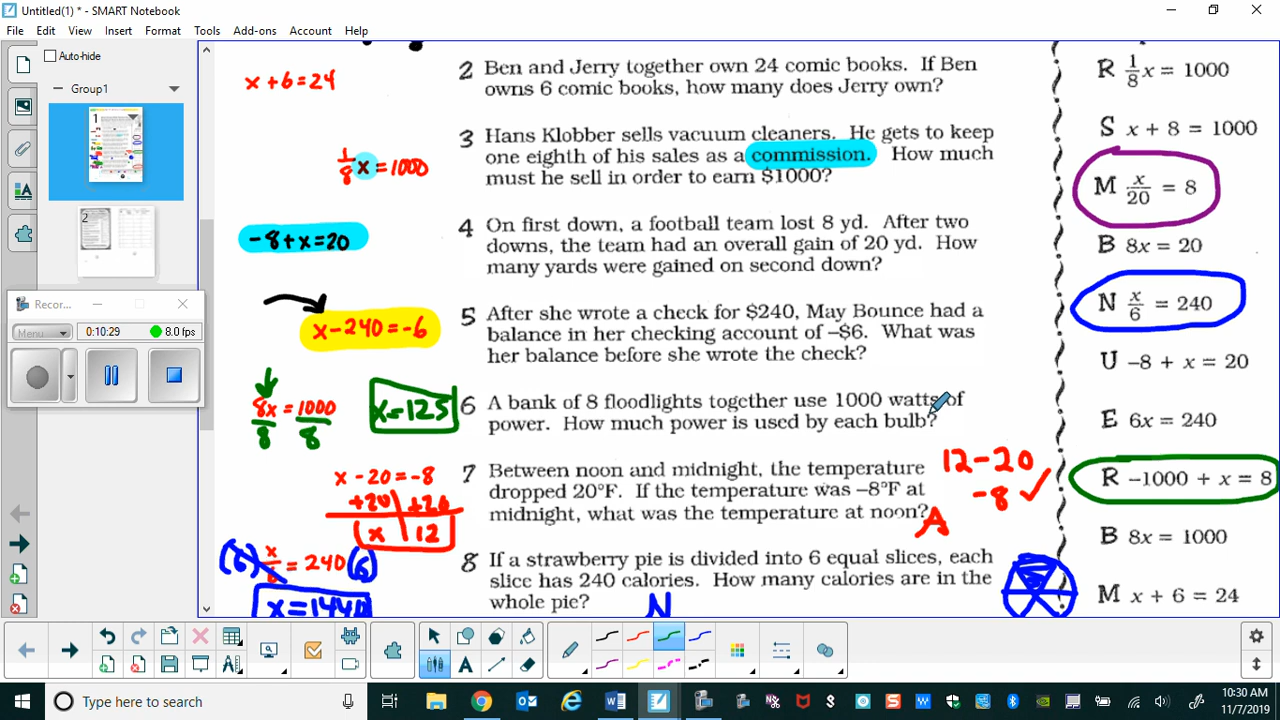 Untitled(1) * - SMART Notebook
File Edit View Insert Format Tools Add-ons Account Help
Auto-hide
Group1
1
2
Recor...
Menu
0:10:29
8.0 fps
x+6=24
2 Ben and Jerry together own 24 comic books. If Ben
owns 6 comic books, how many does Jerry own?
1/8 x = 1000
3 Hans Klobber sells vacuum cleaners. He gets to keep
one eighth of his sales as a commission. How much
must he sell in order to earn $1000?
-8+x=20
4 On first down, a football team lost 8 yd. After two
downs, the team had an overall gain of 20 yd. How
many yards were gained on second down?
x-240=-6
5 After she wrote a check for $240, May Bounce had a
balance in her checking account of –$6. What was
her balance before she wrote the check?
8x = 1000
8 8
x=125
6 A bank of 8 floodlights together use 1000 watts of
power. How much power is used by each bulb?
x-20=-8
+20 +20
x 12
7 Between noon and midnight, the temperature
dropped 20°F. If the temperature was –8°F at
midnight, what was the temperature at noon?
A
12-20
-8 ✓
(6) x/6 = 240 (6)
x=1440
8 If a strawberry pie is divided into 6 equal slices, each
slice has 240 calories. How many calories are in the
whole pie?
N
R 1/8 x = 1000
S x + 8 = 1000
M x/20 = 8
B 8x = 20
N x/6 = 240
U -8 + x = 20
E 6x = 240
R -1000 + x = 8
B 8x = 1000
M x + 6 = 24
Type here to search
10:30 AM
11/7/2019